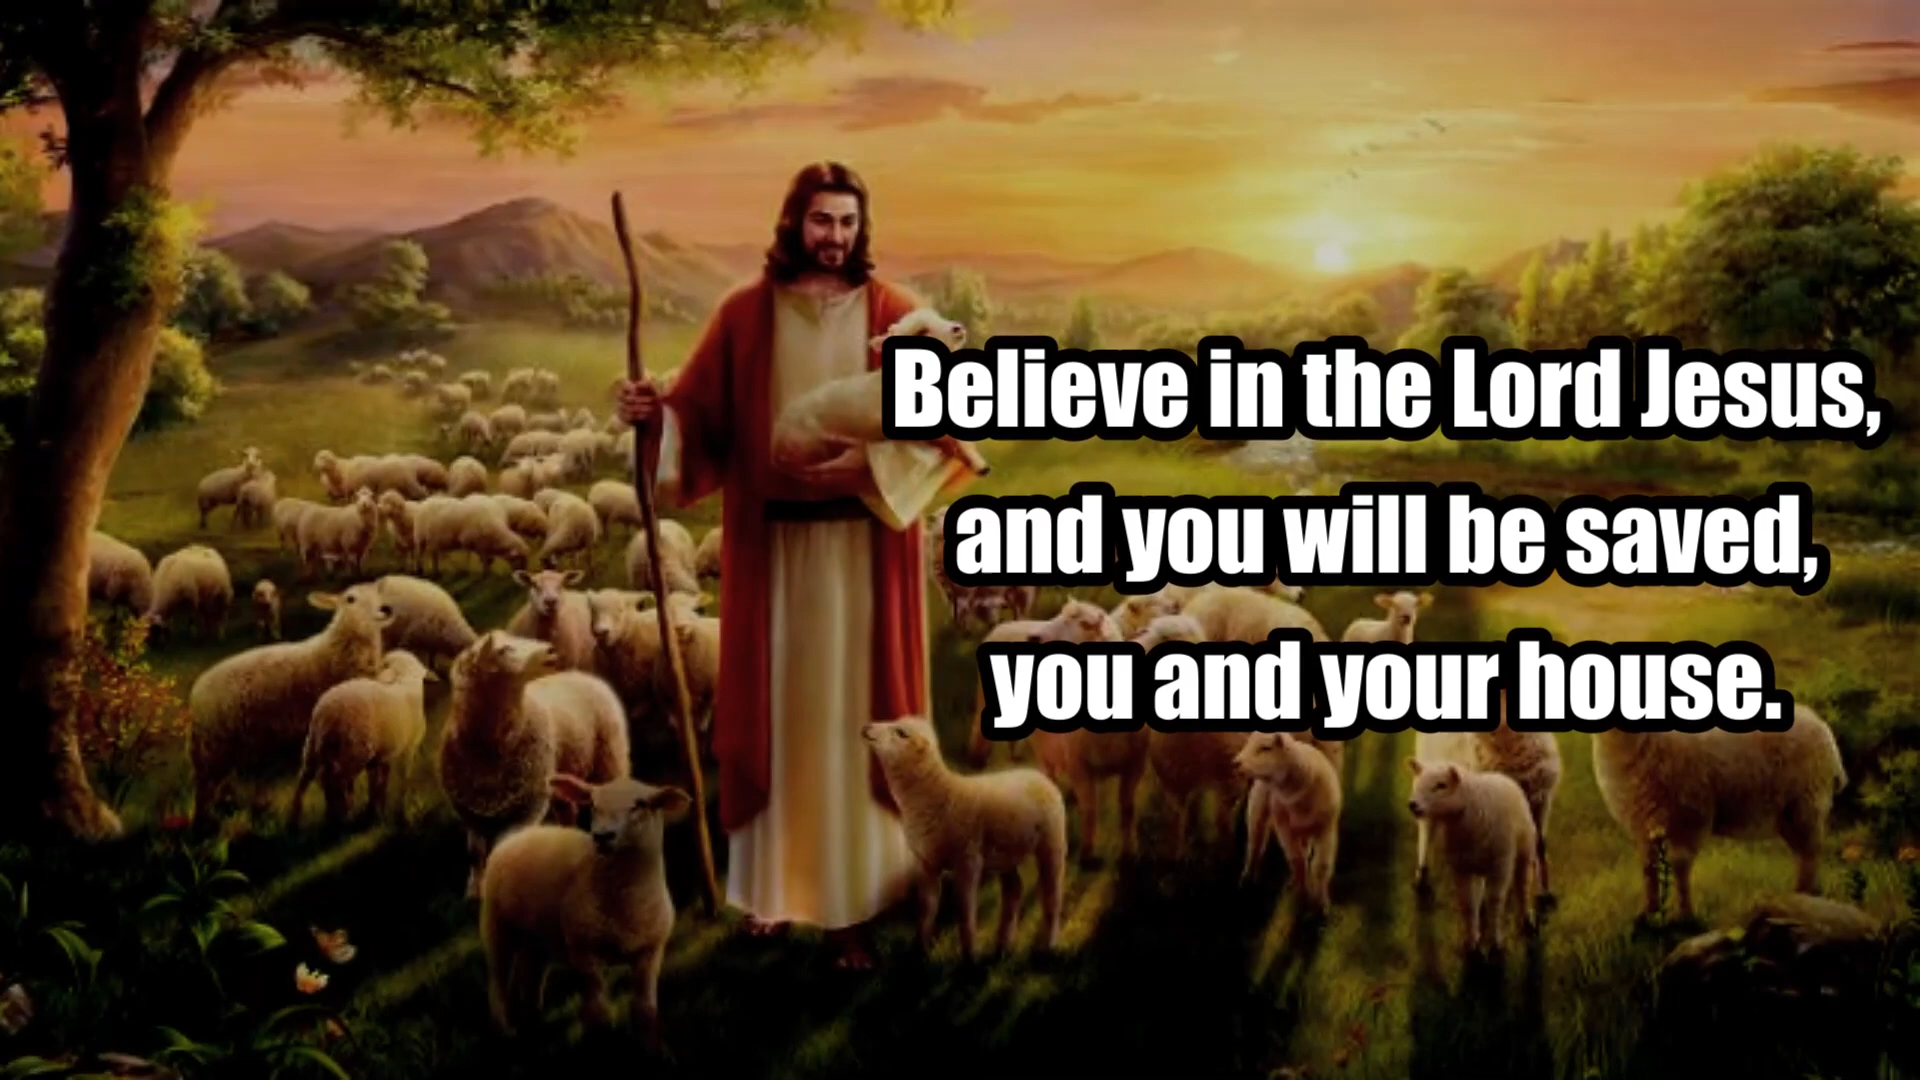 Believe in the Lord Jesus,
and you will be saved,
you and your house.